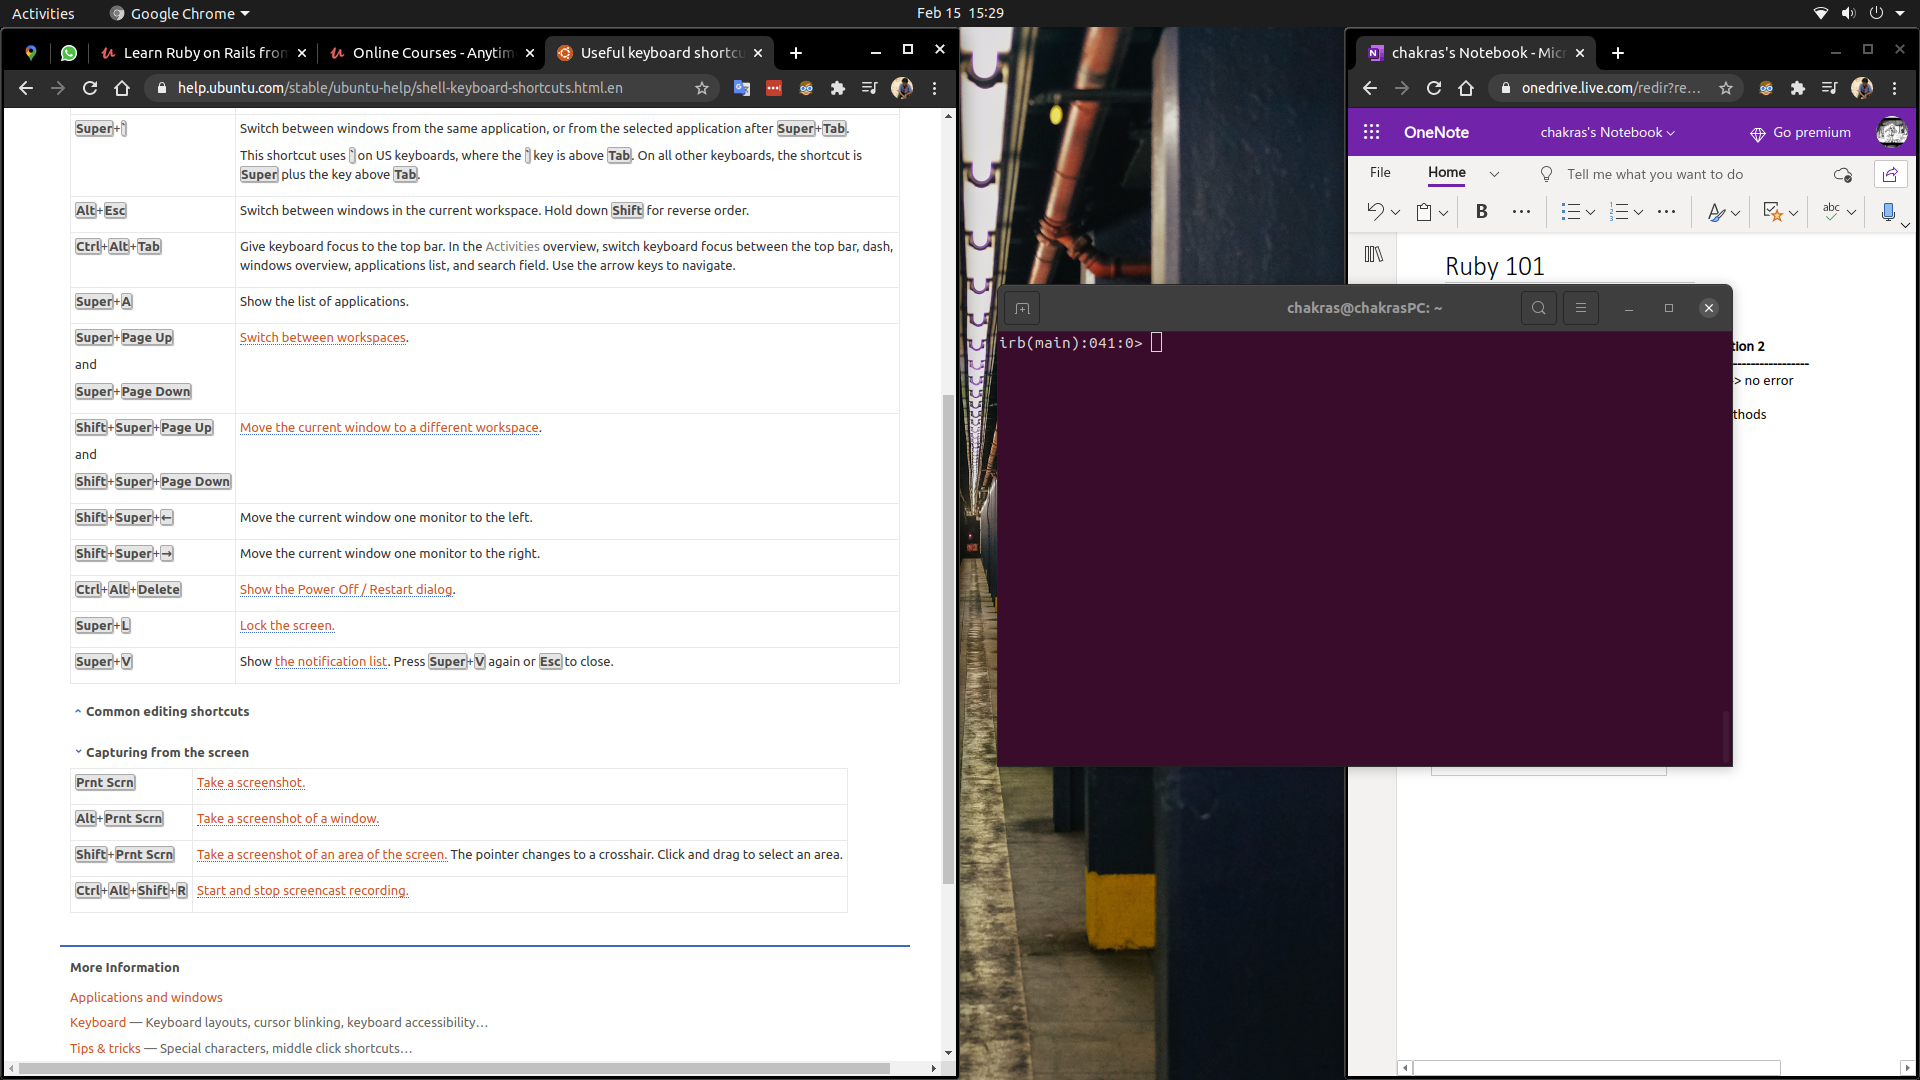 Activities
Google Chrome
Feb 15 15:29
Learn Ruby on Rails from
Online Courses - Anytim
Useful keyboard shortcu
help.ubuntu.com/stable/ubuntu-help/shell-keyboard-shortcuts.html.en
Super+`
Switch between windows from the same application, or from the selected application after Super+Tab.
This shortcut uses ` on US keyboards, where the ` key is above Tab. On all other keyboards, the shortcut is
Super plus the key above Tab.
Alt+Esc
Switch between windows in the current workspace. Hold down Shift for reverse order.
Ctrl+Alt+Tab
Give keyboard focus to the top bar. In the Activities overview, switch keyboard focus between the top bar, dash,
windows overview, applications list, and search field. Use the arrow keys to navigate.
Super+A
Show the list of applications.
Super+Page Up
and
Super+Page Down
Switch between workspaces.
Shift+Super+Page Up
and
Shift+Super+Page Down
Move the current window to a different workspace.
Shift+Super+←
Move the current window one monitor to the left.
Shift+Super+→
Move the current window one monitor to the right.
Ctrl+Alt+Delete
Show the Power Off / Restart dialog.
Super+L
Lock the screen.
Super+V
Show the notification list. Press Super+V again or Esc to close.
Common editing shortcuts
Capturing from the screen
Prnt Scrn
Take a screenshot.
Alt+Prnt Scrn
Take a screenshot of a window.
Shift+Prnt Scrn
Take a screenshot of an area of the screen. The pointer changes to a crosshair. Click and drag to select an area.
Ctrl+Alt+Shift+R
Start and stop screencast recording.
More Information
Applications and windows
Keyboard — Keyboard layouts, cursor blinking, keyboard accessibility…
Tips & tricks — Special characters, middle click shortcuts…
chakras@chakrasPC: ~
irb(main):041:0>
chakras's Notebook - Mic
onedrive.live.com/redir?re...
OneNote
chakras's Notebook
Go premium
File
Home
Tell me what you want to do
B
abc
Ruby 101
tion 2
------------------
> no error
thods